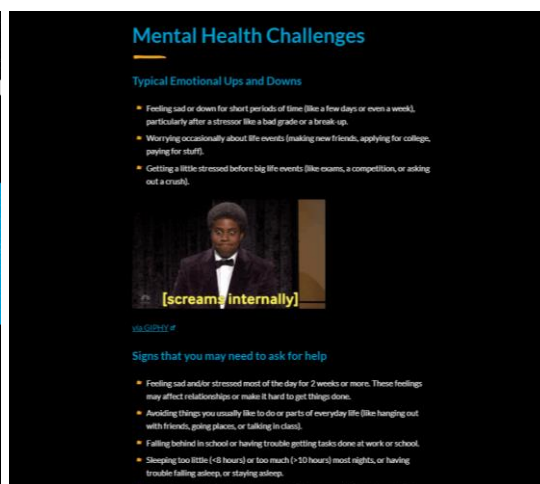 Mental Health Challenges
Typical Emotional Ups and Downs
Feeling sad or down for short periods of time (like a few days or even a week),
particularly after a stressor like a bad grade or a break-up.
Worrying occasionally about life events (making new friends, applying for college,
paying for stuff).
Getting a little stressed before big life events (like exams, a competition, or asking
out a crush).
[screams internally]
via GIPHY
Signs that you may need to ask for help
Feeling sad and/or stressed most of the day for 2 weeks or more. These feelings
may affect relationships or make it hard to get things done.
Avoiding things you usually like to do or parts of everyday life (like hanging out
with friends, going places, or talking in class).
Falling behind in school or having trouble getting tasks done at work or school.
Sleeping too little (<8 hours) or too much (>10 hours) most nights, or having
trouble falling asleep, or staying asleep.